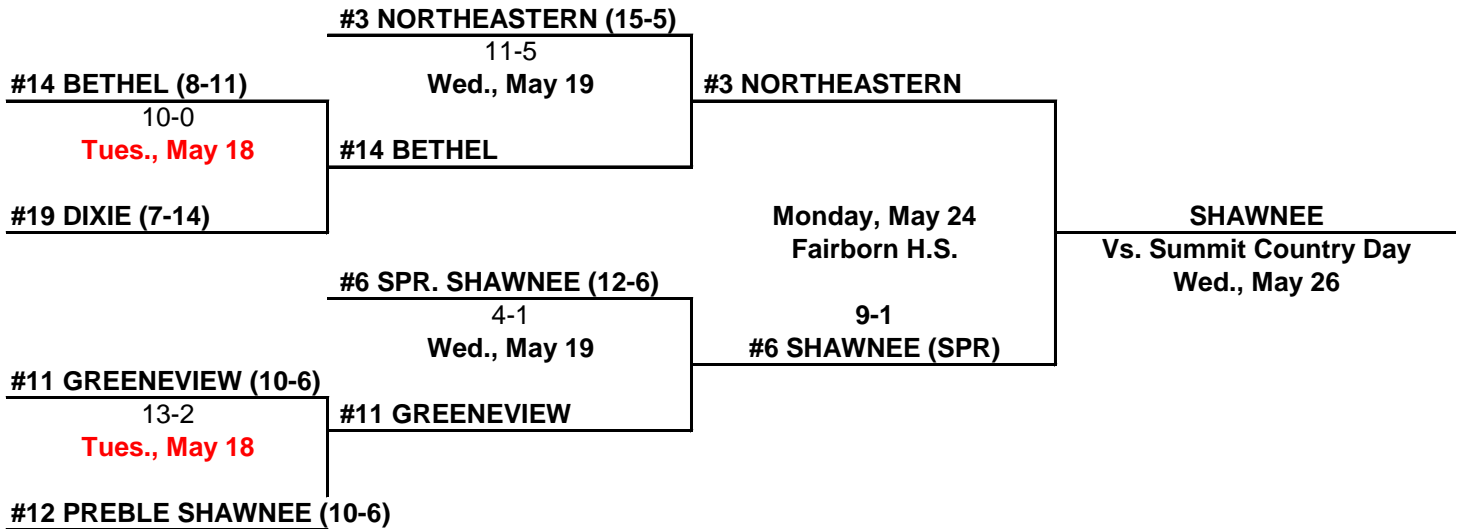 #3 NORTHEASTERN (15-5)
11-5
#14 BETHEL (8-11)
Wed., May 19
#3 NORTHEASTERN
10-0
Tues., May 18
#14 BETHEL
#19 DIXIE (7-14)
Monday, May 24
SHAWNEE
Fairborn H.S.
Vs. Summit Country Day
#6 SPR. SHAWNEE (12-6)
Wed., May 26
4-1
9-1
Wed., May 19
#6 SHAWNEE (SPR)
#11 GREENEVIEW (10-6)
13-2
#11 GREENEVIEW
Tues., May 18
#12 PREBLE SHAWNEE (10-6)